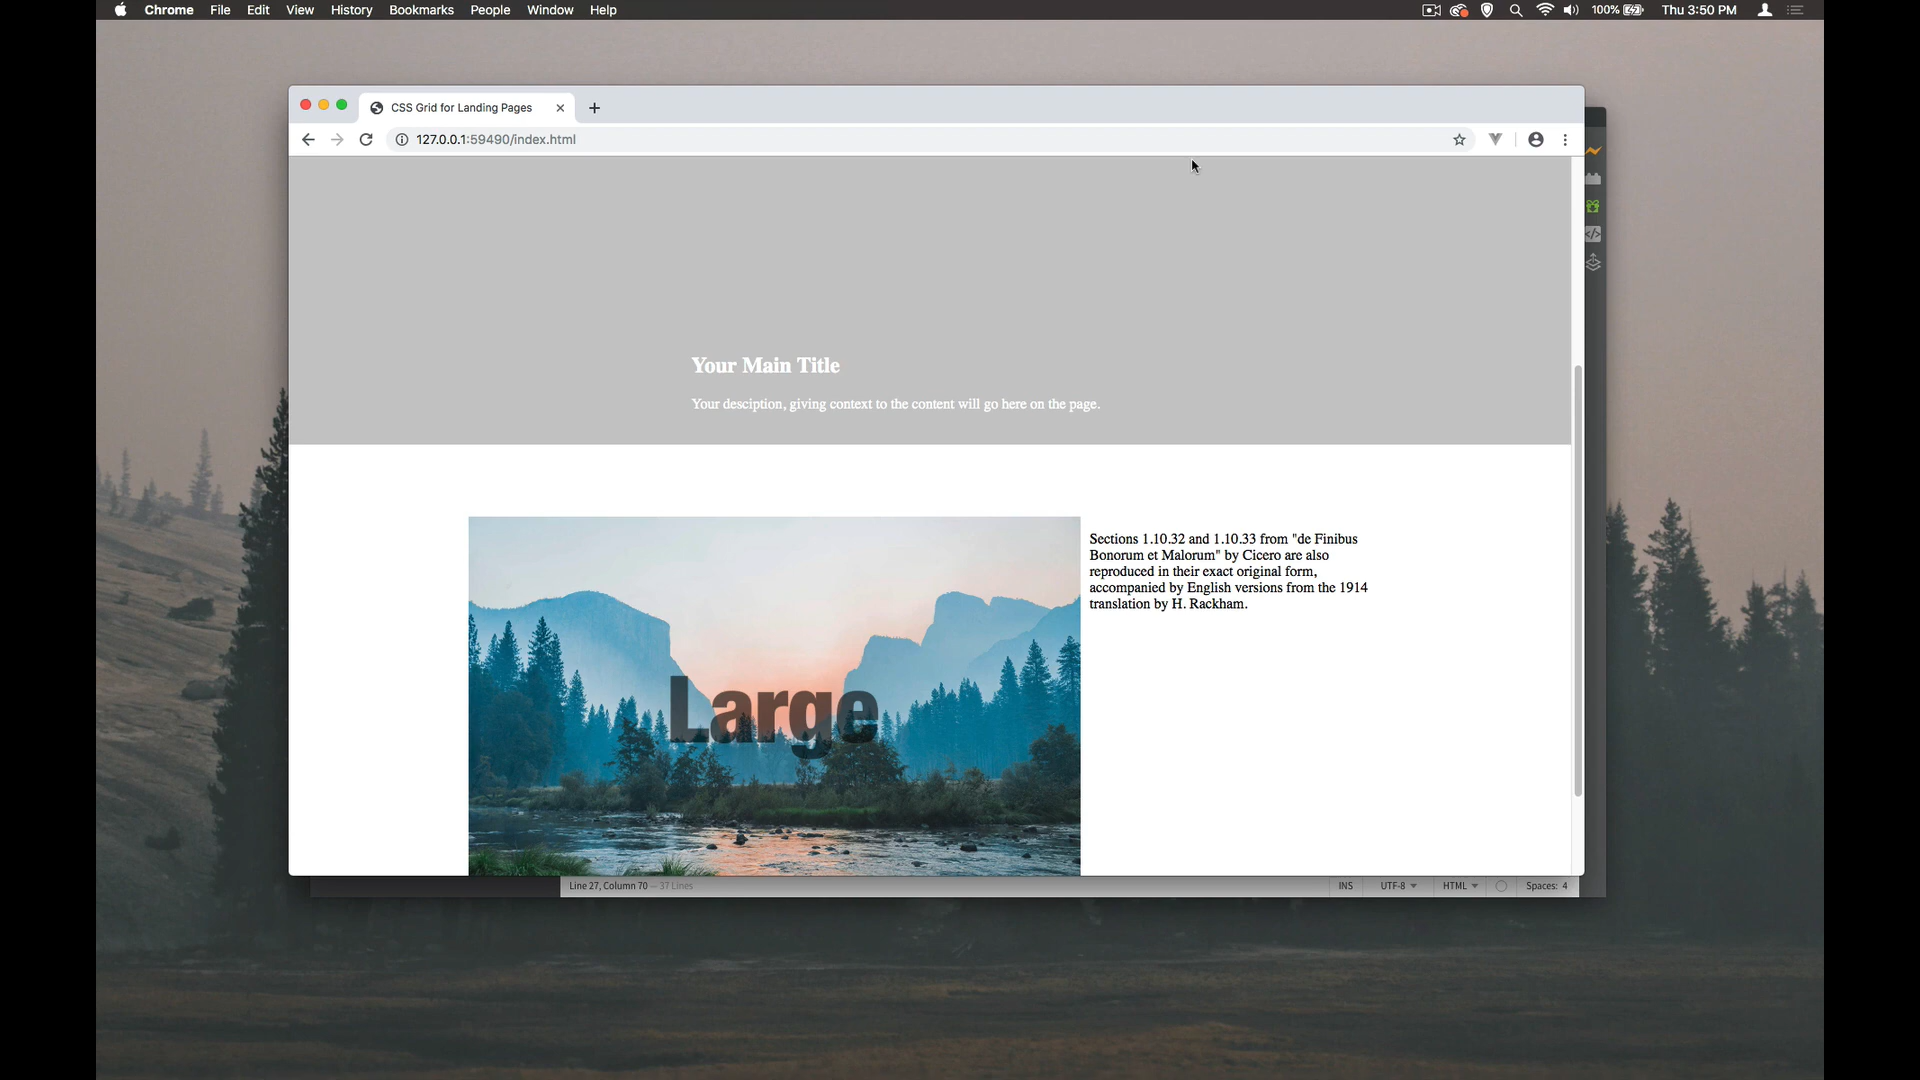 Chrome File Edit View History Bookmarks People Window Help 100% Thu 3:50 PM
CSS Grid for Landing Pages
127.0.0.1:59490/index.html
Your Main Title
Your desciption, giving context to the content will go here on the page.
Sections 1.10.32 and 1.10.33 from "de Finibus
Bonorum et Malorum" by Cicero are also
reproduced in their exact original form,
accompanied by English versions from the 1914
translation by H. Rackham.
Large
Line 27, Column 70 — 37 Lines INS UTF-8 HTML Spaces: 4